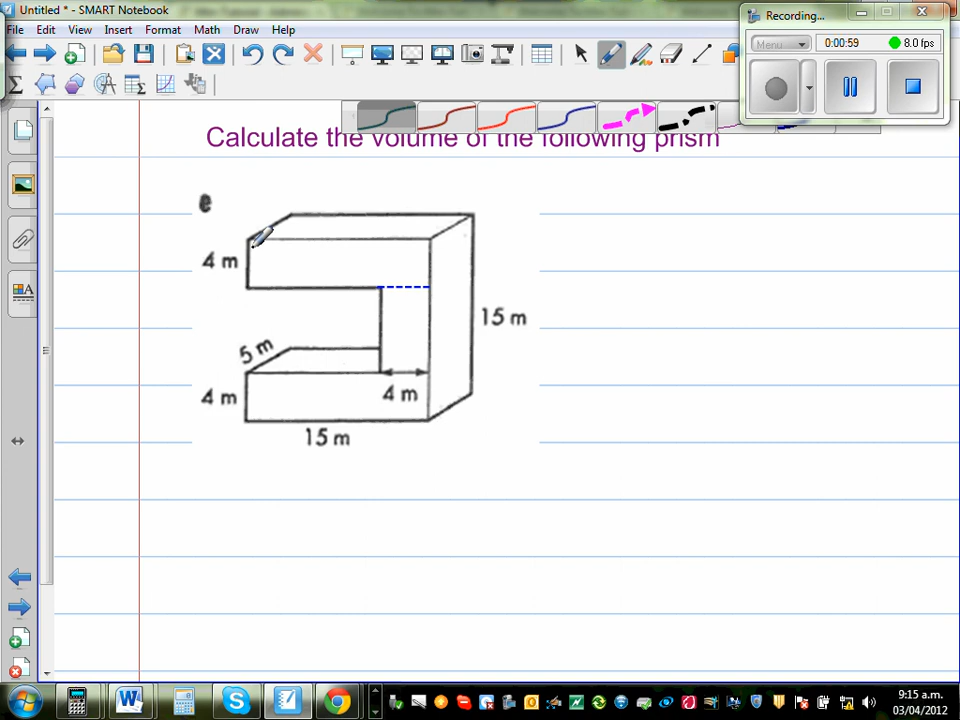 Untitled * - SMART Notebook
File Edit View Insert Format Math Draw Help
Recording...
Menu 0:00:59 8.0 fps
Calculate the volume of the following prism
e
4 m
15 m
5 m
4 m
4 m
15 m
9:15 a.m.
03/04/2012